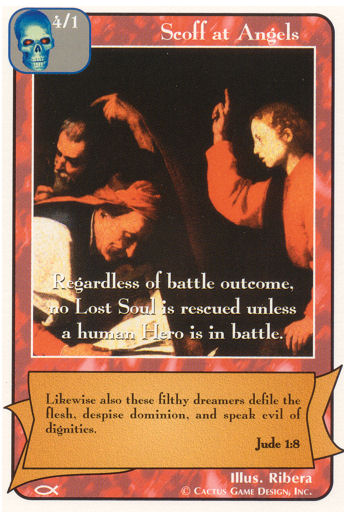 4/1
Scoff at Angels
Regardless of battle outcome,
no Lost Soul is rescued unless
a human Hero is in battle.
Likewise also these filthy dreamers defile the
flesh, despise dominion, and speak evil of
dignities.
Jude 1:8
Illus. Ribera
© Cactus Game Design, Inc.